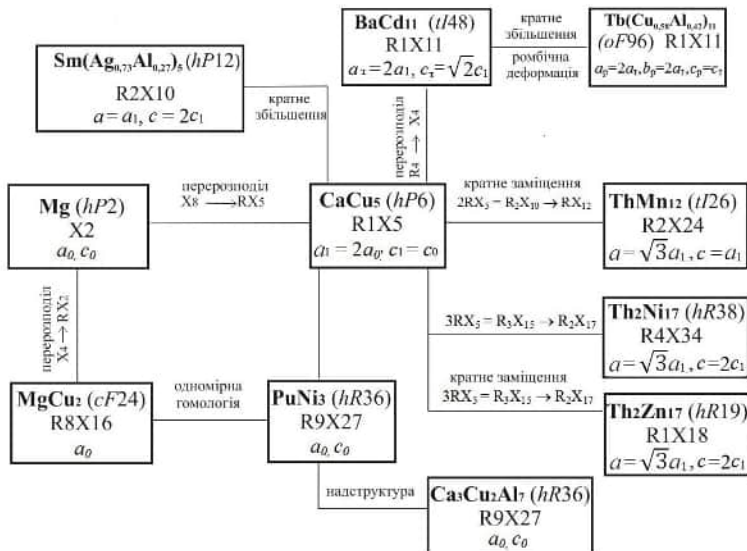 BaCd₁₁ (tI48)
R1X11
aₜ=2a₁, cₜ=√2c₁
кратне
збільшення
ромбічна
деформація
Tb(Cu₀,₅₈Al₀,₄₂)₁₁
(oF96) R1X11
aₚ=2aₜ, bₚ=2aₜ, cₚ=cₜ
Sm(Ag₀,₇₃Al₀,₂₇)₅ (hP12)
R2X10
a = a₁, c = 2c₁
кратне
збільшення
перерозподіл
R₄ → X₄
Mg (hP2)
X2
a₀, c₀
перерозподіл
X₈ → RX₅
CaCu₅ (hP6)
R1X5
a₁ = 2a₀, c₁ = c₀
кратне заміщення
2RX₅ = R₂X₁₀ → RX₁₂
ThMn₁₂ (tI26)
R2X24
a = √3a₁, c = a₁
перерозподіл
X₄ → RX₂
3RX₅ = R₃X₁₅ → R₂X₁₇
Th₂Ni₁₇ (hR38)
R4X34
a = √3a₁, c = 2c₁
MgCu₂ (cF24)
R8X16
a₀
одномірна
гомологія
PuNi₃ (hR36)
R9X27
a₀, c₀
кратне заміщення
3RX₅ = R₃X₁₅ → R₂X₁₇
Th₂Zn₁₇ (hR19)
R1X18
a = √3a₁, c = 2c₁
надструктура
Ca₃Cu₂Al₇ (hR36)
R9X27
a₀, c₀